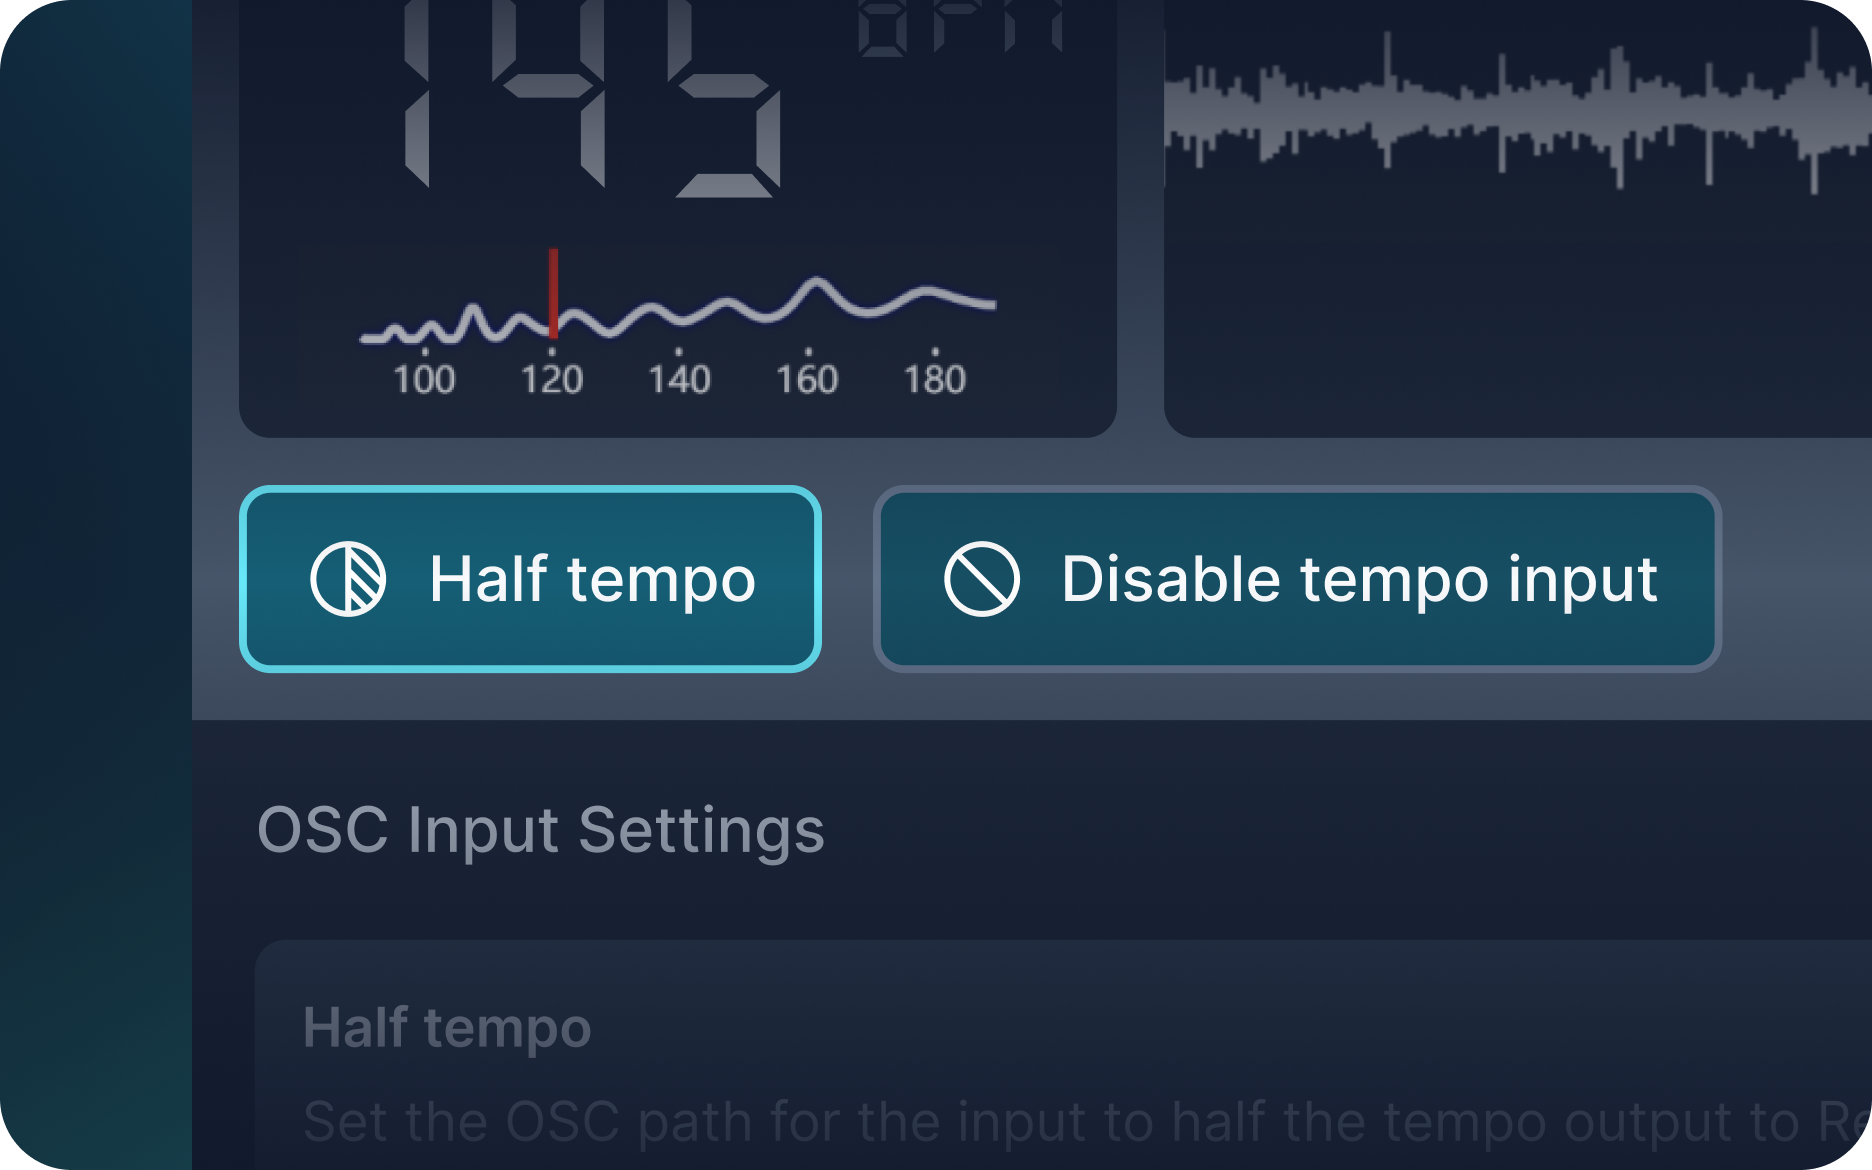 145 BPM
100 120 140 160 180
Half tempo
Disable tempo input
OSC Input Settings
Half tempo
Set the OSC path for the input to half the tempo output to Re